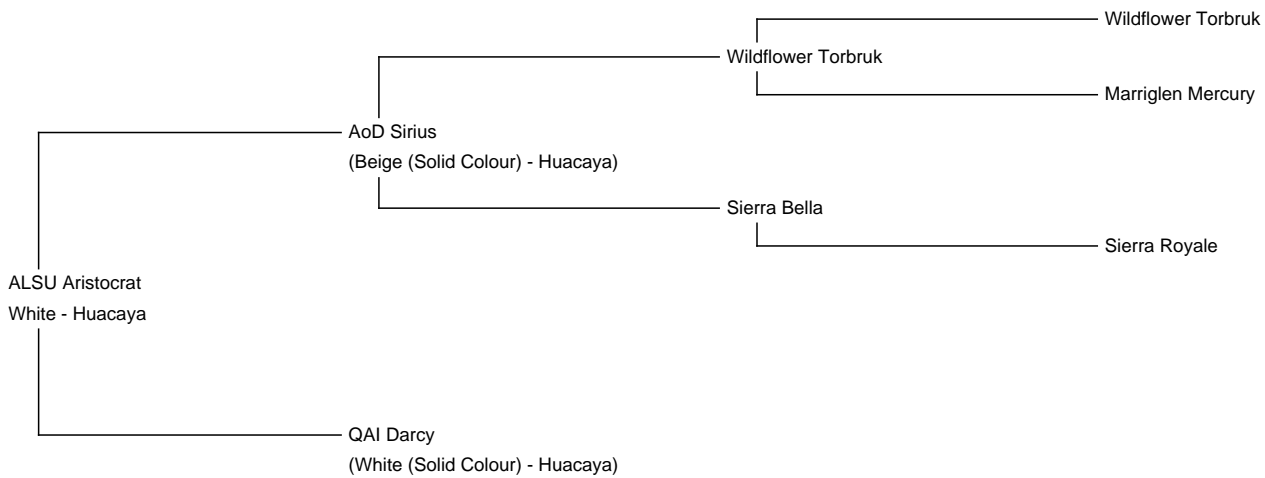 Wildflower Torbruk
Wildflower Torbruk
Marriglen Mercury
AoD Sirius
(Beige (Solid Colour) - Huacaya)
Sierra Bella
Sierra Royale
ALSU Aristocrat
White - Huacaya
QAI Darcy
(White (Solid Colour) - Huacaya)